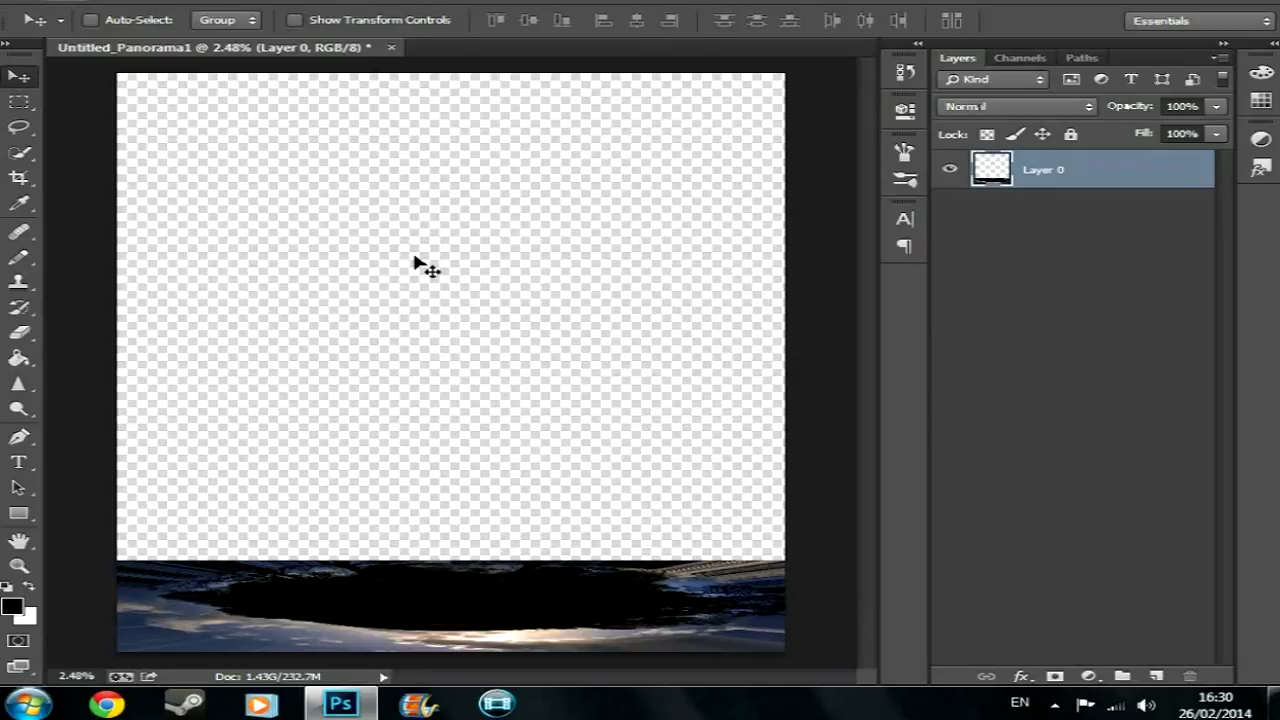 Auto-Select: Group Show Transform Controls Essentials
Untitled_Panorama1 @ 2.48% (Layer 0, RGB/8) * ×
Layers Channels Paths
Kind T
Normal Opacity: 100%
Lock: Fill: 100%
Layer 0
A|
T
2.48% Doc: 1.43G/232.7M
fx
Ps EN 16:30
26/02/2014